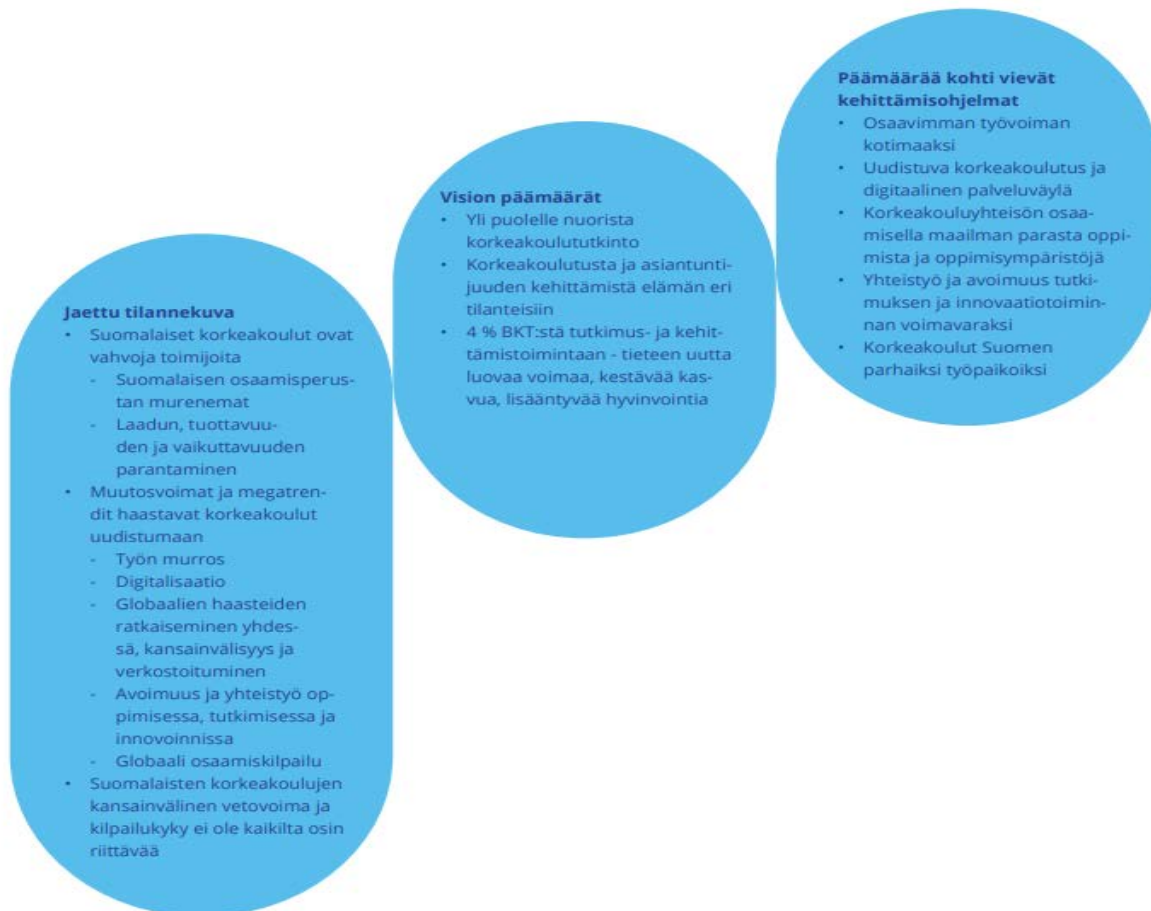 Jaettu tilannekuva
• Suomalaiset korkeakoulut ovat
vahvoja toimijoita
- Suomalaisen osaamisperus-
tan murenemat
- Laadun, tuottavuu-
den ja vaikuttavuuden
parantaminen
• Muutosvoimat ja megatren-
dit haastavat korkeakoulut
uudistumaan
- Työn murros
- Digitalisaatio
- Globaalien haasteiden
ratkaiseminen yhdes-
sä, kansainvälisyys ja
verkostoituminen
- Avoimuus ja yhteistyö op-
pimisessa, tutkimisessa ja
innovoinnissa
- Globaali osaamiskilpailu
• Suomalaisten korkeakoulujen
kansainvälinen vetovoima ja
kilpailukyky ei ole kaikilta osin
riittävää
Vision päämäärät
• Yli puolelle nuorista
korkeakoulututkinto
• Korkeakoulutusta ja asiantunti-
juuden kehittämistä elämän eri
tilanteisiin
• 4 % BKT:stä tutkimus- ja kehit-
tämistoimintaan - tieteen uutta
luovaa voimaa, kestävää kas-
vua, lisääntyvää hyvinvointia
Päämäärää kohti vievät
kehittämisohjelmat
• Osaavimman työvoiman
kotimaaksi
• Uudistuva korkeakoulutus ja
digitaalinen palveluväylä
• Korkeakouluyhteisön osaa-
misella maailman parasta oppi-
mista ja oppimisympäristöjä
• Yhteistyö ja avoimuus tutki-
muksen ja innovaatiotoimin-
nan voimavaraksi
• Korkeakoulut Suomen
parhaiksi työpaikoiksi